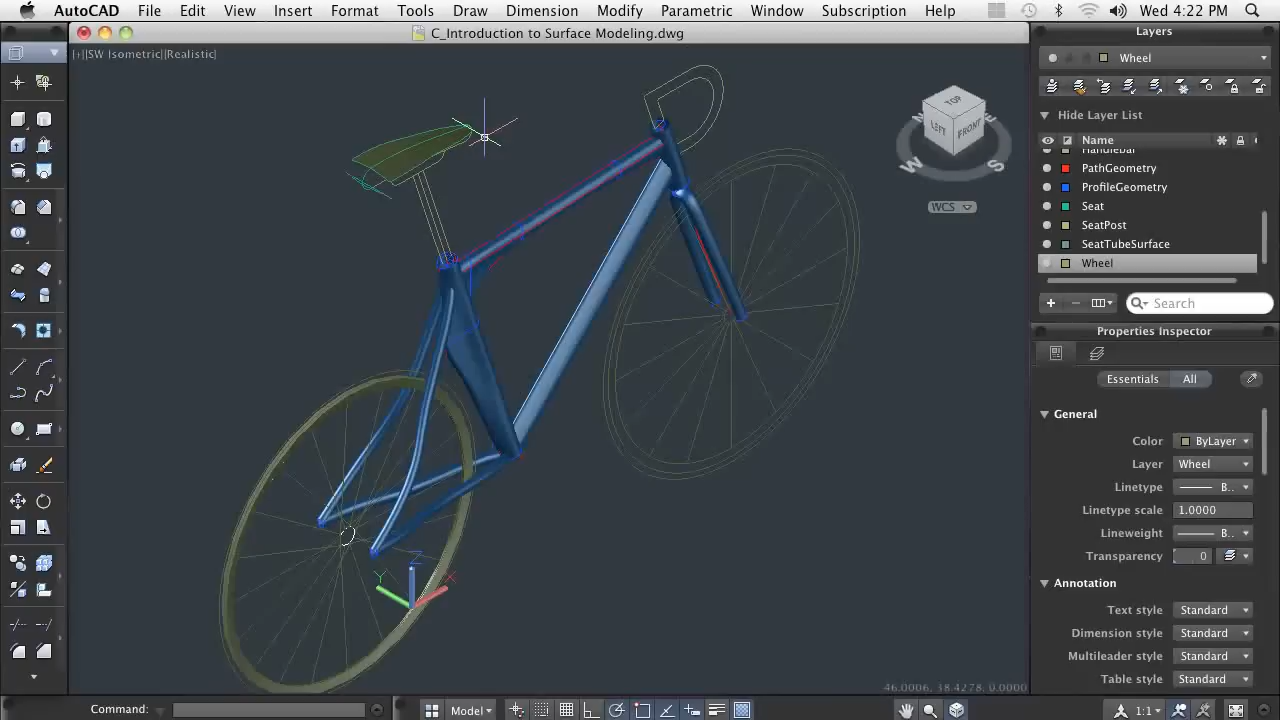 AutoCAD File Edit View Insert Format Tools Draw Dimension Modify Parametric Window Subscription Help Wed 4:22 PM
C_Introduction to Surface Modeling.dwg
[+][SW Isometric][Realistic]
TOP
LEFT
FRONT
W
S
WCS
Z
Y
X
46.0006, 38.4278, 0.0000
Layers
Wheel
Hide Layer List
Name
Handlebar
PathGeometry
ProfileGeometry
Seat
SeatPost
SeatTubeSurface
Wheel
+ − Search
Properties Inspector
Essentials All
General
Color ByLayer
Layer Wheel
Linetype B..
Linetype scale 1.0000
Lineweight B..
Transparency 0
Annotation
Text style Standard
Dimension style Standard
Multileader style Standard
Table style Standard
Command: Model 1:1